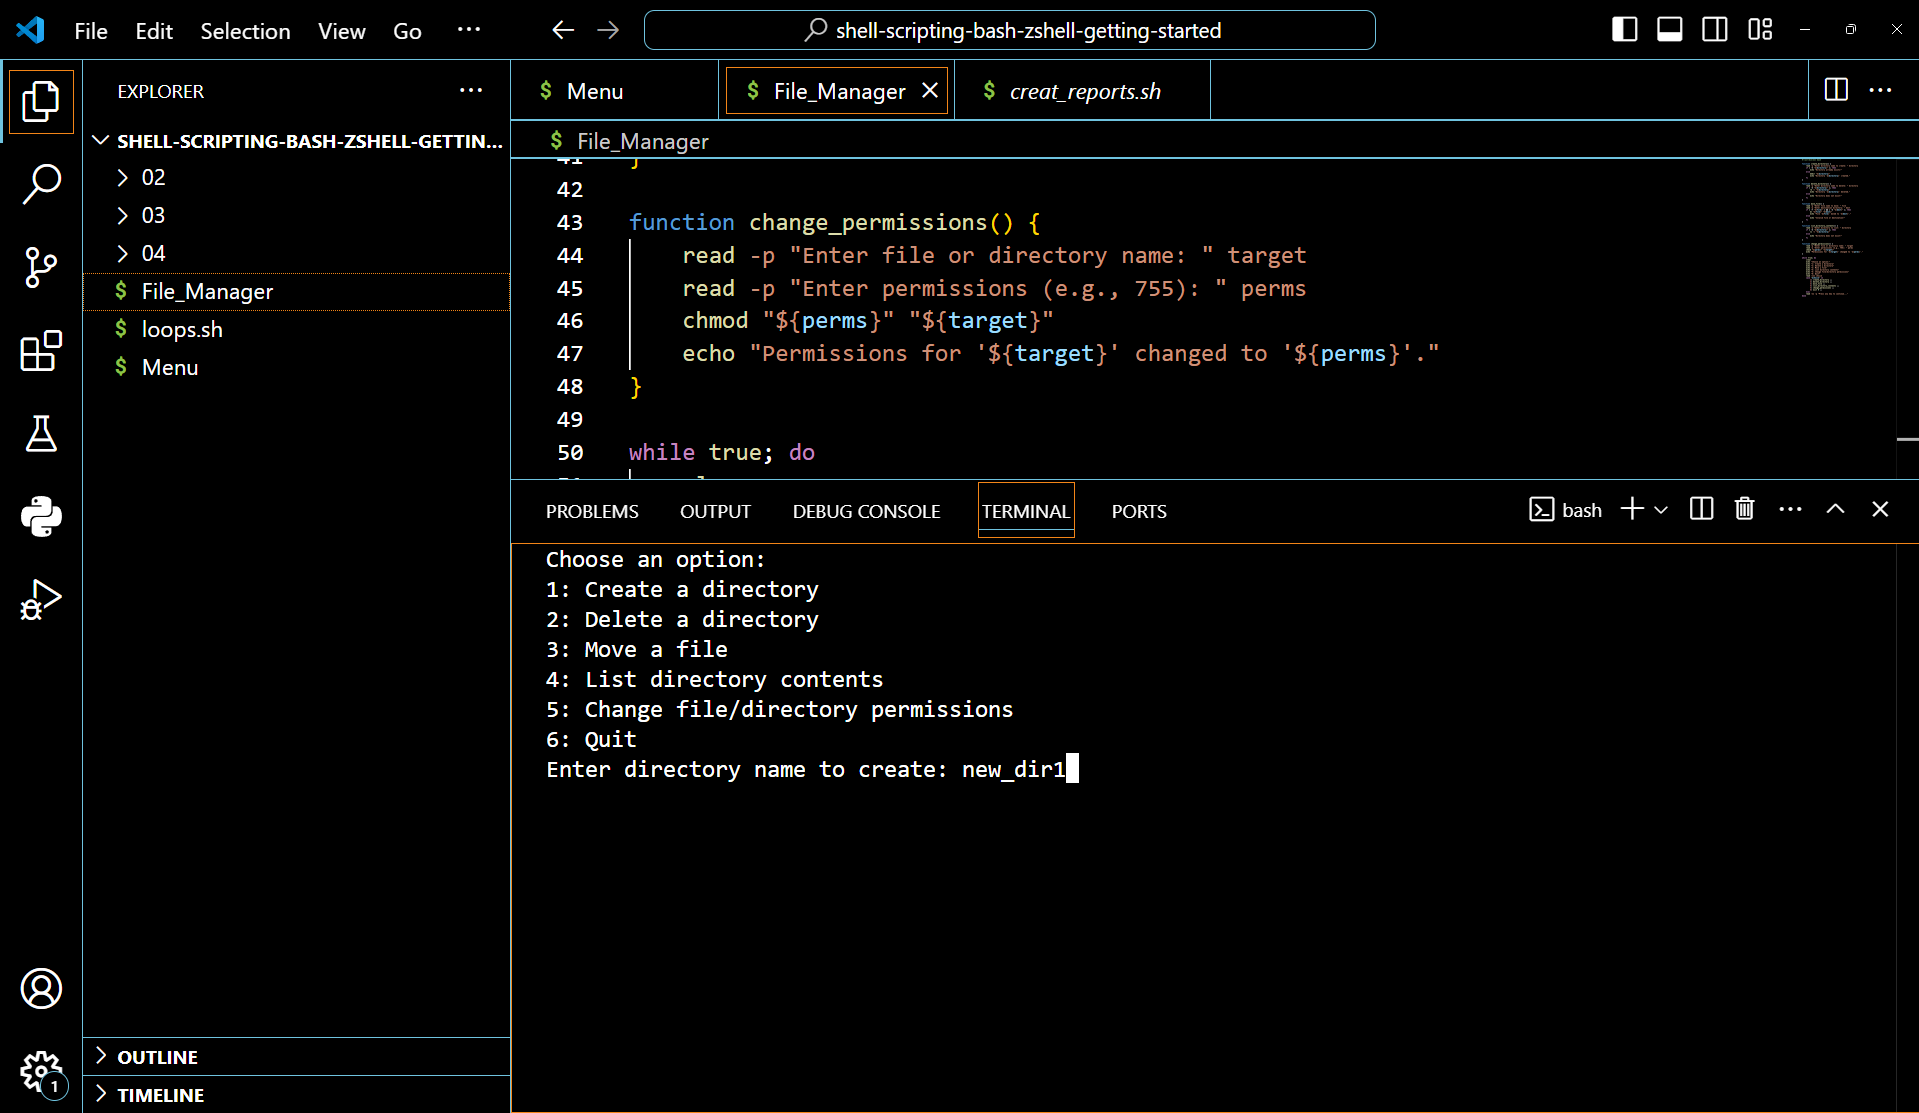 File Edit Selection View Go ···
shell-scripting-bash-zshell-getting-started
EXPLORER ···
SHELL-SCRIPTING-BASH-ZSHELL-GETTIN...
02
03
04
$ File_Manager
$ loops.sh
$ Menu
OUTLINE
TIMELINE
1
$ Menu
$ File_Manager
$ creat_reports.sh
$ File_Manager
41 }
42
43 function change_permissions() {
44 read -p "Enter file or directory name: " target
45 read -p "Enter permissions (e.g., 755): " perms
46 chmod "${perms}" "${target}"
47 echo "Permissions for '${target}' changed to '${perms}'."
48 }
49
50 while true; do
PROBLEMS OUTPUT DEBUG CONSOLE TERMINAL PORTS
bash
Choose an option:
1: Create a directory
2: Delete a directory
3: Move a file
4: List directory contents
5: Change file/directory permissions
6: Quit
Enter directory name to create: new_dir1